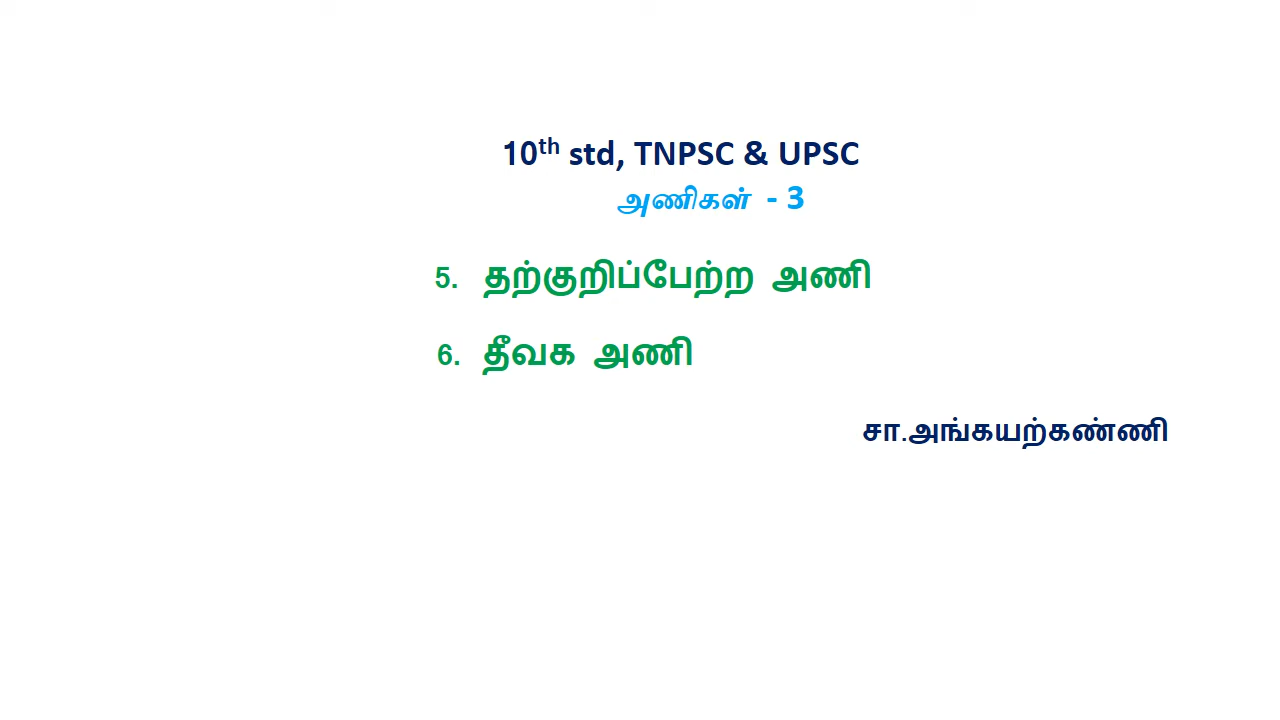 10th std, TNPSC & UPSC
அணிகள் - 3
5. தற்குறிப்பேற்ற அணி
6. தீவக அணி
சா.அங்கயற்கண்ணி